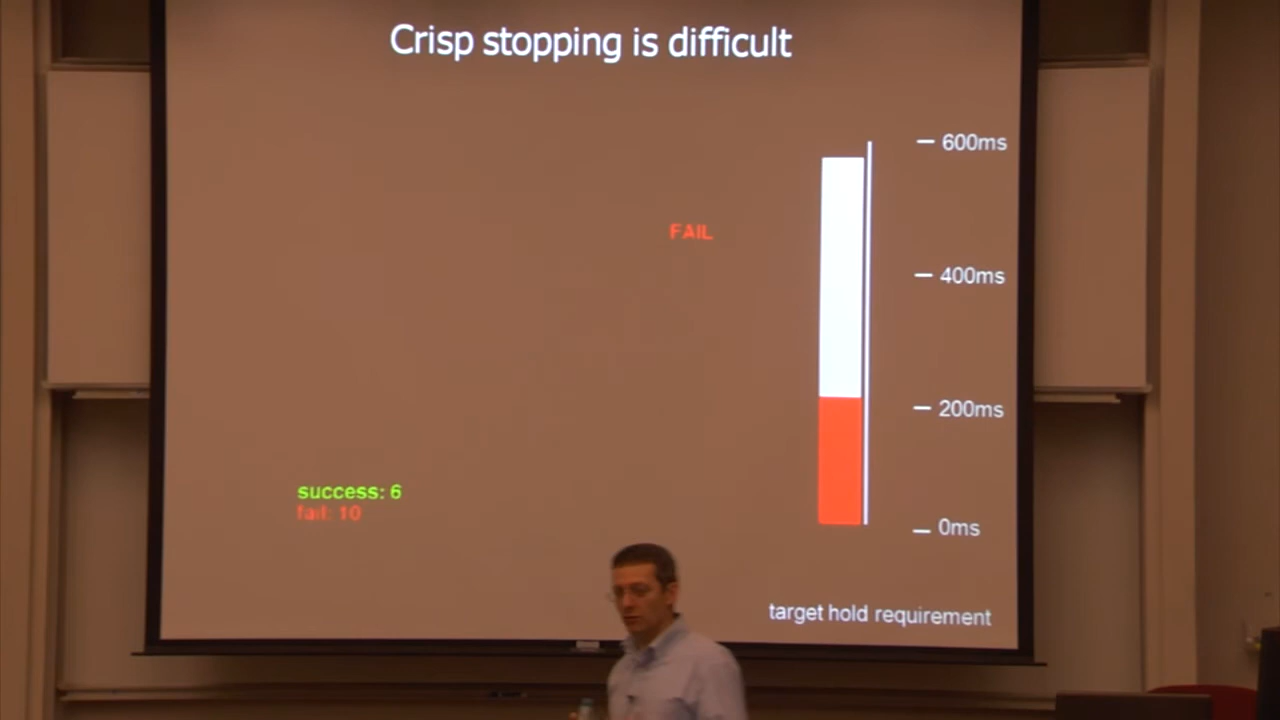 Crisp stopping is difficult
600ms
FAIL
400ms
200ms
success: 6
fail: 10
0ms
target hold requirement